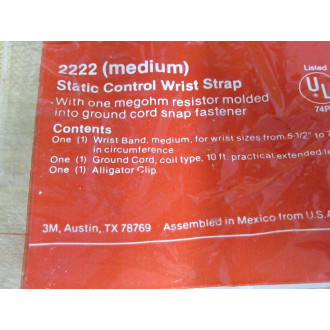 2222 (medium)
Static Control Wrist Strap
With one megohm resistor molded
into ground cord snap fastener
Contents
One (1) Wrist Band, medium, for wrist sizes from 5-1/2" to
in circumference
One (1) Ground Cord, coil type, 10 ft. practical extended
One (1) Alligator Clip
3M, Austin, TX 78769 Assembled in Mexico from U.S.
Listed
UL